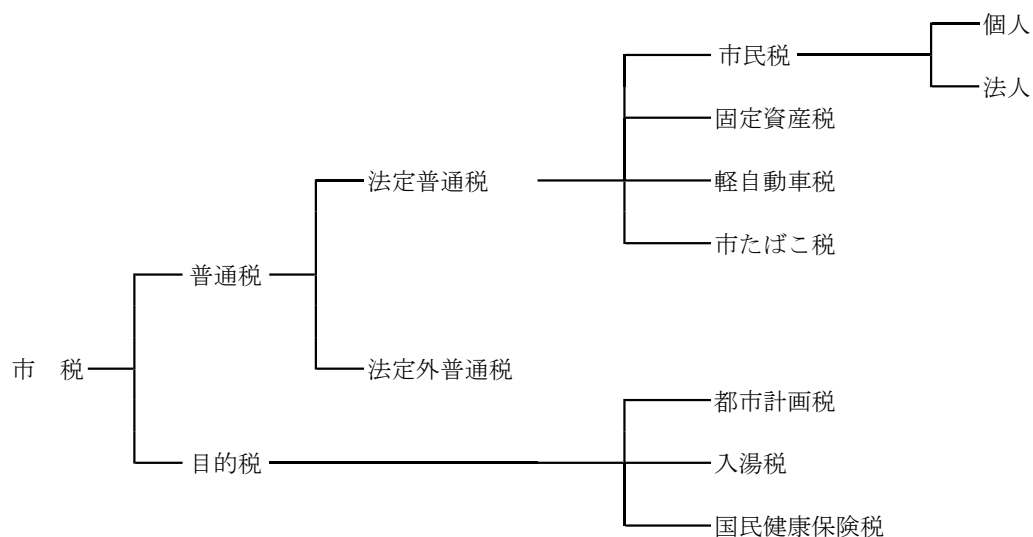 個人
市民税
法人
固定資産税
法定普通税
軽自動車税
市たばこ税
普通税
市　税
法定外普通税
都市計画税
目的税
入湯税
国民健康保険税